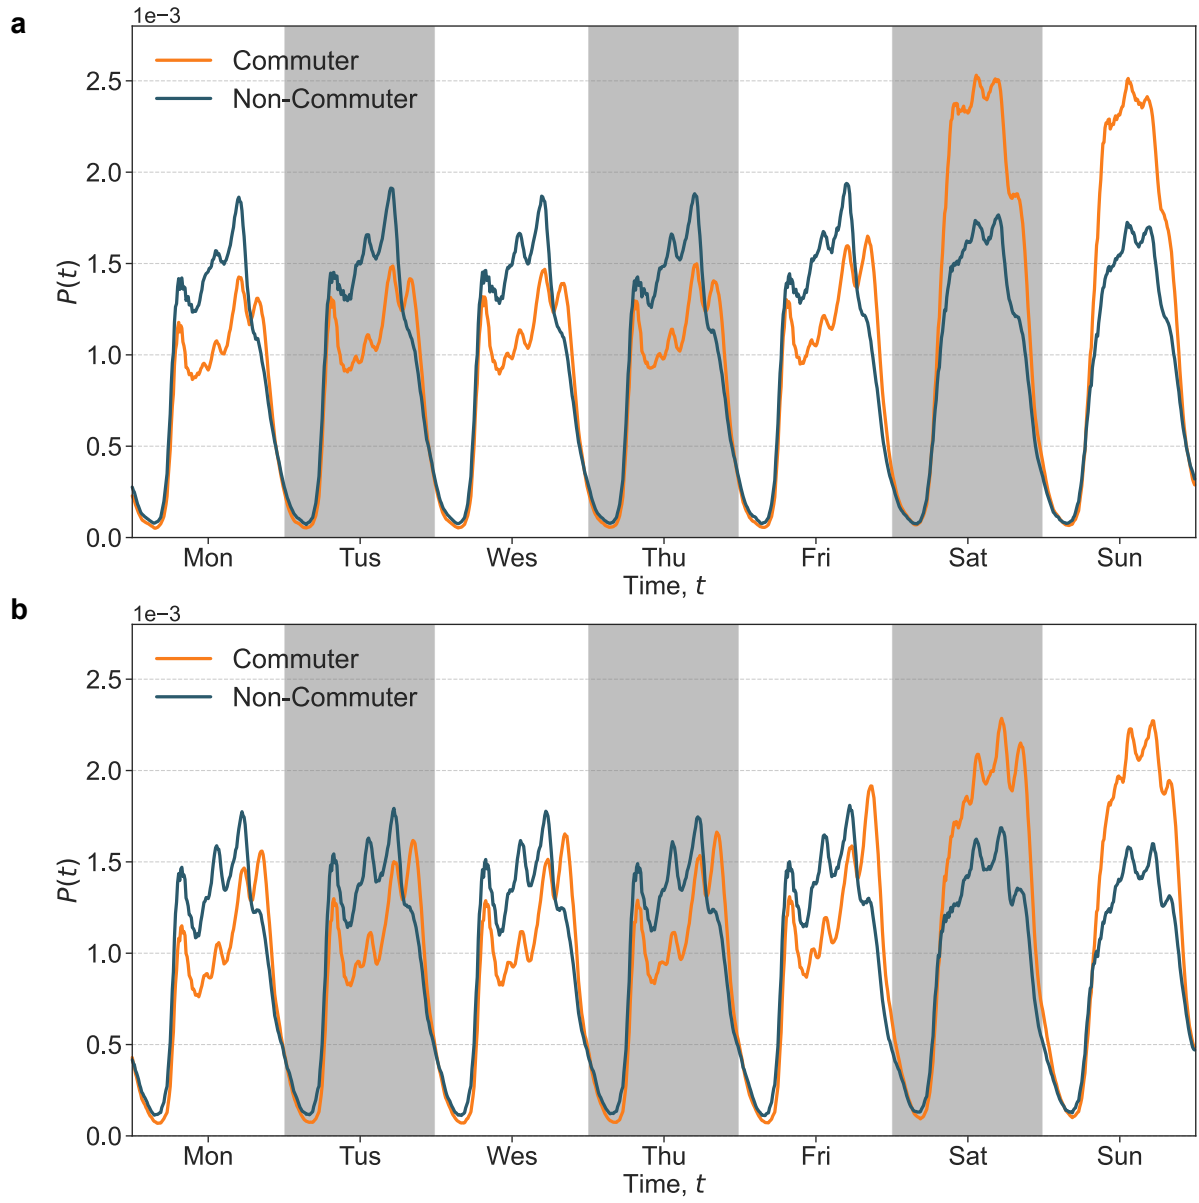 a
1e−3
Commuter
Non-Commuter
2.5
2.0
1.5
1.0
0.5
0.0
P(t)
Mon Tus Wes Thu Fri Sat Sun
Time, t
b
1e−3
Commuter
Non-Commuter
2.5
2.0
1.5
1.0
0.5
0.0
P(t)
Mon Tus Wes Thu Fri Sat Sun
Time, t